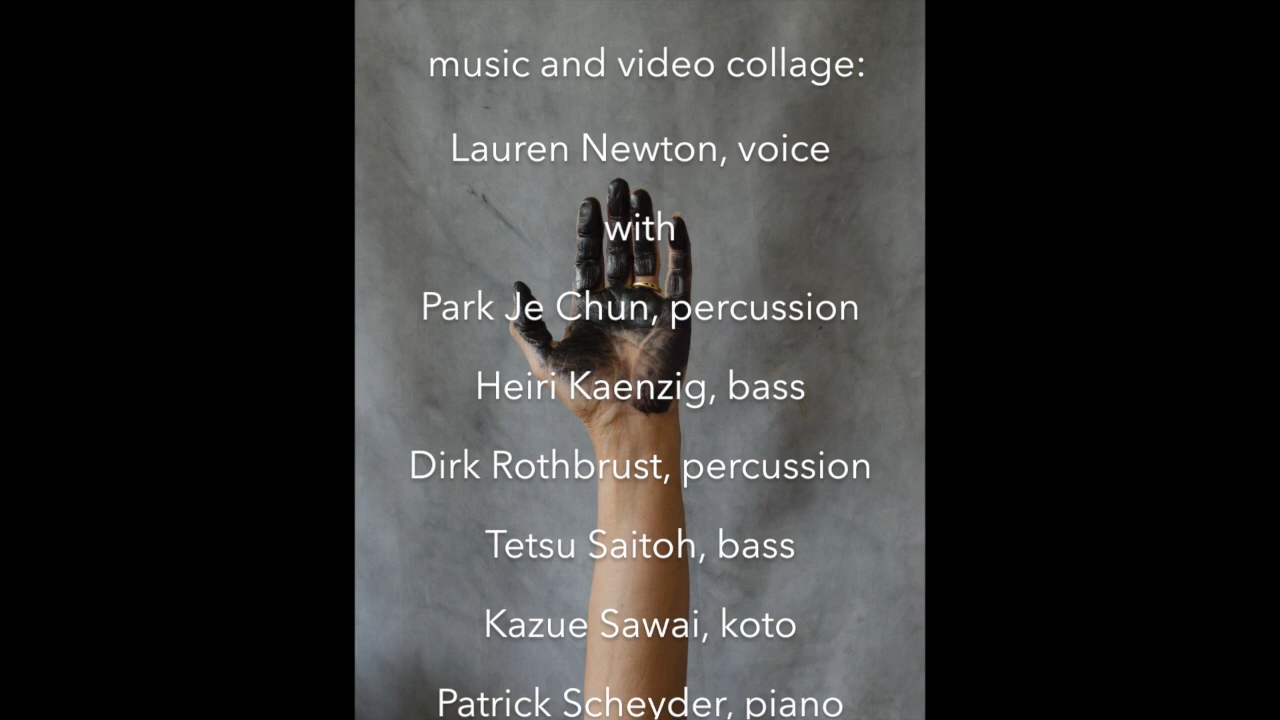 music and video collage:
Lauren Newton, voice
with
Park Je Chun, percussion
Heiri Kaenzig, bass
Dirk Rothbrust, percussion
Tetsu Saitoh, bass
Kazue Sawai, koto
Patrick Scheyder, piano